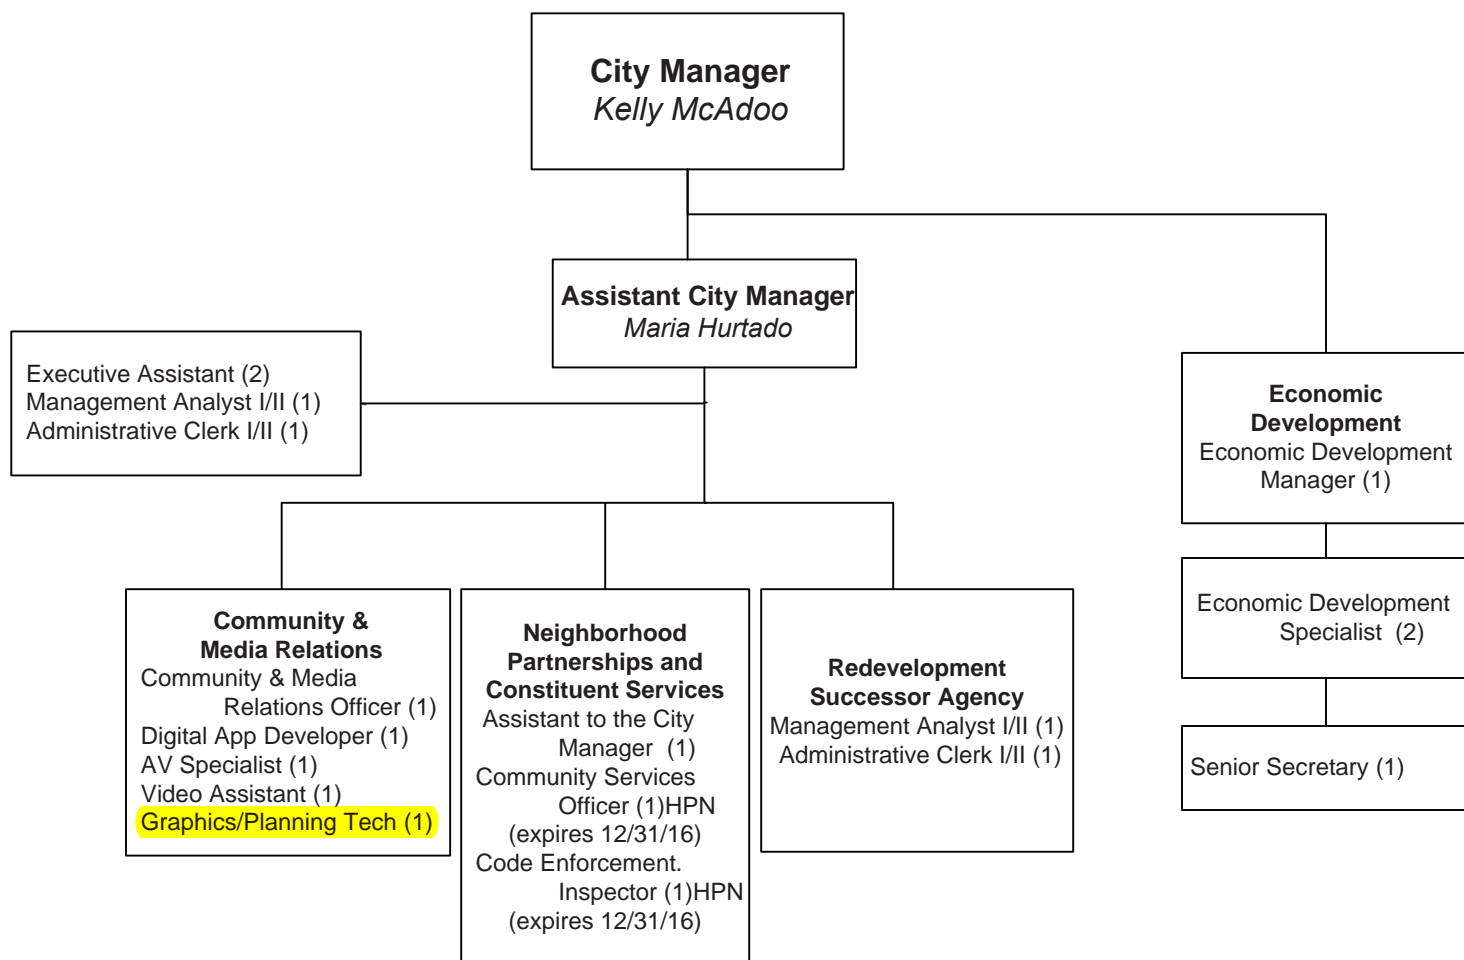 City Manager
Kelly McAdoo
Assistant City Manager
Maria Hurtado
Executive Assistant (2)
Management Analyst I/II (1)
Administrative Clerk I/II (1)
Economic
Development
Economic Development
Manager (1)
Economic Development
Specialist (2)
Senior Secretary (1)
Community &
Media Relations
Community & Media
Relations Officer (1)
Digital App Developer (1)
AV Specialist (1)
Video Assistant (1)
Graphics/Planning Tech (1)
Neighborhood
Partnerships and
Constituent Services
Assistant to the City
Manager (1)
Community Services
Officer (1)HPN
(expires 12/31/16)
Code Enforcement.
Inspector (1)HPN
(expires 12/31/16)
Redevelopment
Successor Agency
Management Analyst I/II (1)
Administrative Clerk I/II (1)